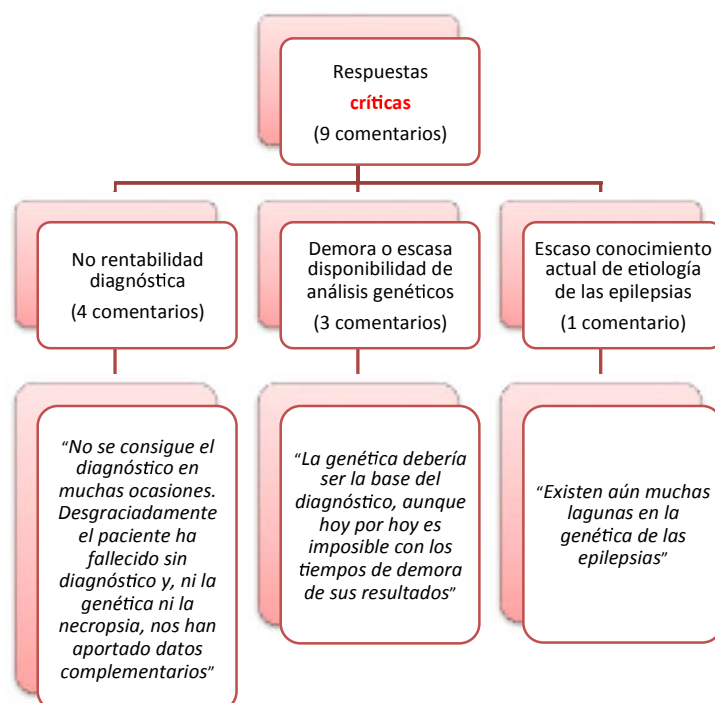 Respuestas
críticas
(9 comentarios)
No rentabilidad
diagnóstica
(4 comentarios)
Demora o escasa
disponibilidad de
análisis genéticos
(3 comentarios)
Escaso conocimiento
actual de etiología
de las epilepsias
(1 comentario)
“No se consigue el
diagnóstico en
muchas ocasiones.
Desgraciadamente
el paciente ha
fallecido sin
diagnóstico y, ni la
genética ni la
necropsia, nos han
aportado datos
complementarios”
“La genética debería
ser la base del
diagnóstico, aunque
hoy por hoy es
imposible con los
tiempos de demora
de sus resultados”
“Existen aún muchas
lagunas en la
genética de las
epilepsias”